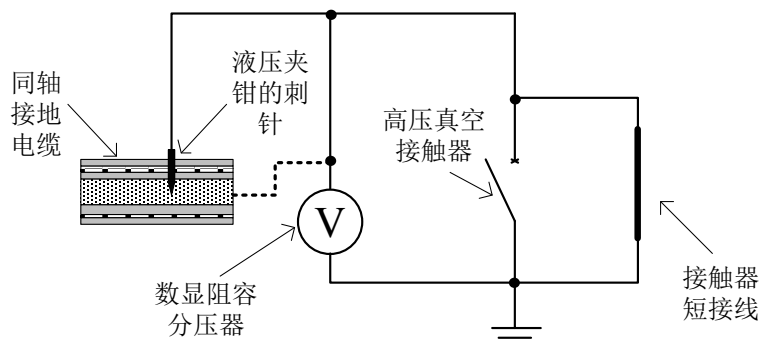 同轴
接地
电缆
液压夹
钳的刺
针
高压真空
接触器
V
数显阻容
分压器
接触器
短接线